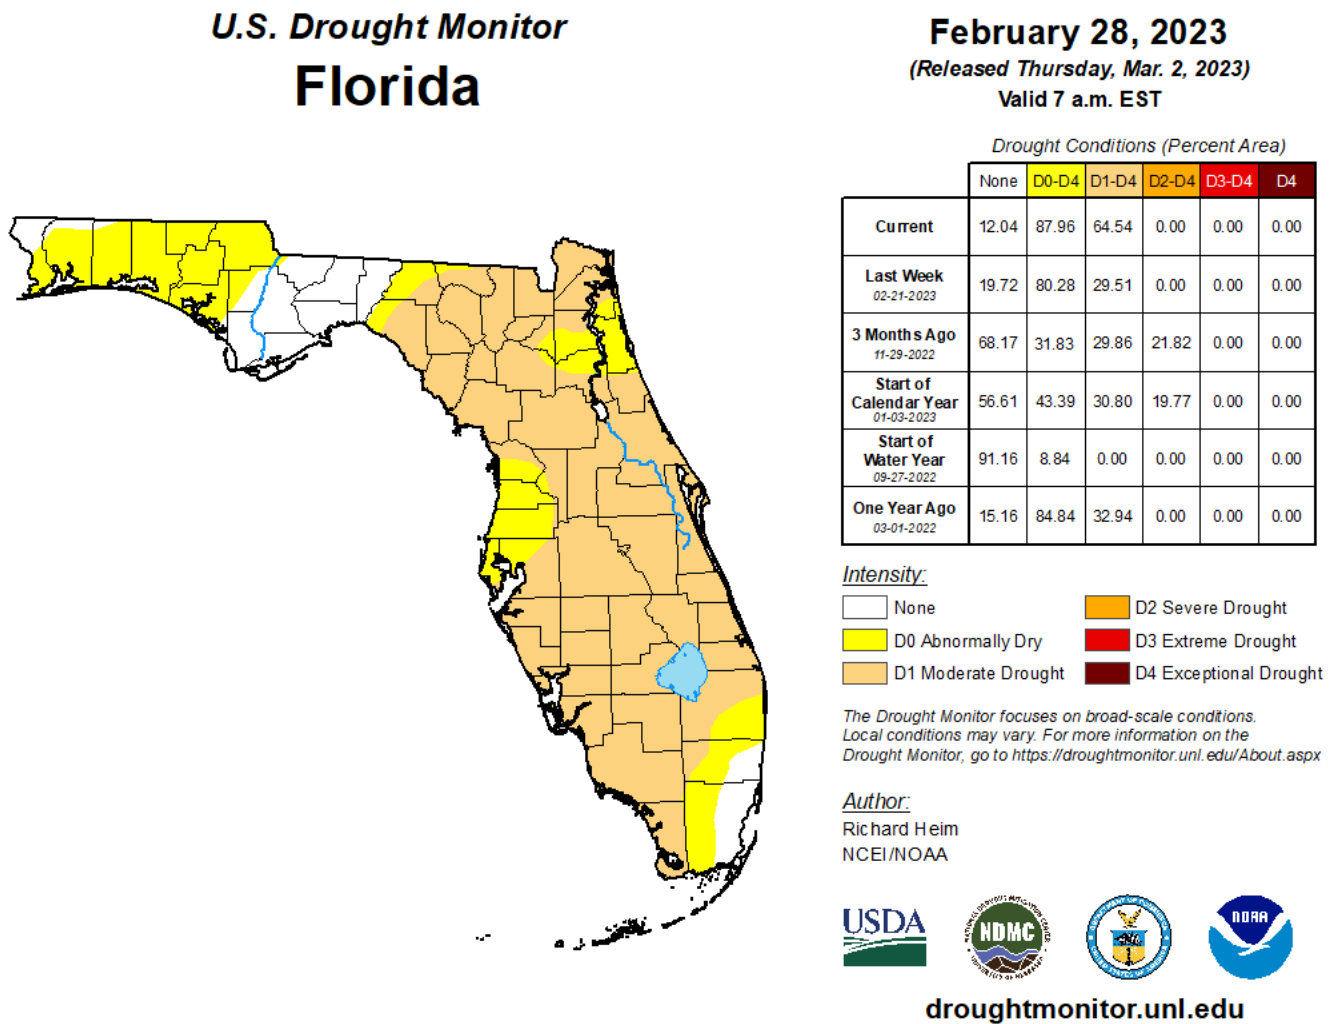 U.S. Drought Monitor
Florida
February 28, 2023
(Released Thursday, Mar. 2, 2023)
Valid 7 a.m. EST
Drought Conditions (Percent Area)
None D0-D4 D1-D4 D2-D4 D3-D4 D4
Current 12.04 87.96 64.54 0.00 0.00 0.00
Last Week
02-21-2023
19.72 80.28 29.51 0.00 0.00 0.00
3 Months Ago
11-29-2022
68.17 31.83 29.86 21.82 0.00 0.00
Start of
Calendar Year
01-03-2023
56.61 43.39 30.80 19.77 0.00 0.00
Start of
Water Year
09-27-2022
91.16 8.84 0.00 0.00 0.00 0.00
One Year Ago
03-01-2022
15.16 84.84 32.94 0.00 0.00 0.00
Intensity:
None
D0 Abnormally Dry
D1 Moderate Drought
D2 Severe Drought
D3 Extreme Drought
D4 Exceptional Drought
The Drought Monitor focuses on broad-scale conditions.
Local conditions may vary. For more information on the
Drought Monitor, go to https://droughtmonitor.unl.edu/About.aspx
Author:
Richard Heim
NCEI/NOAA
USDA
NDMC
NOAA
droughtmonitor.unl.edu